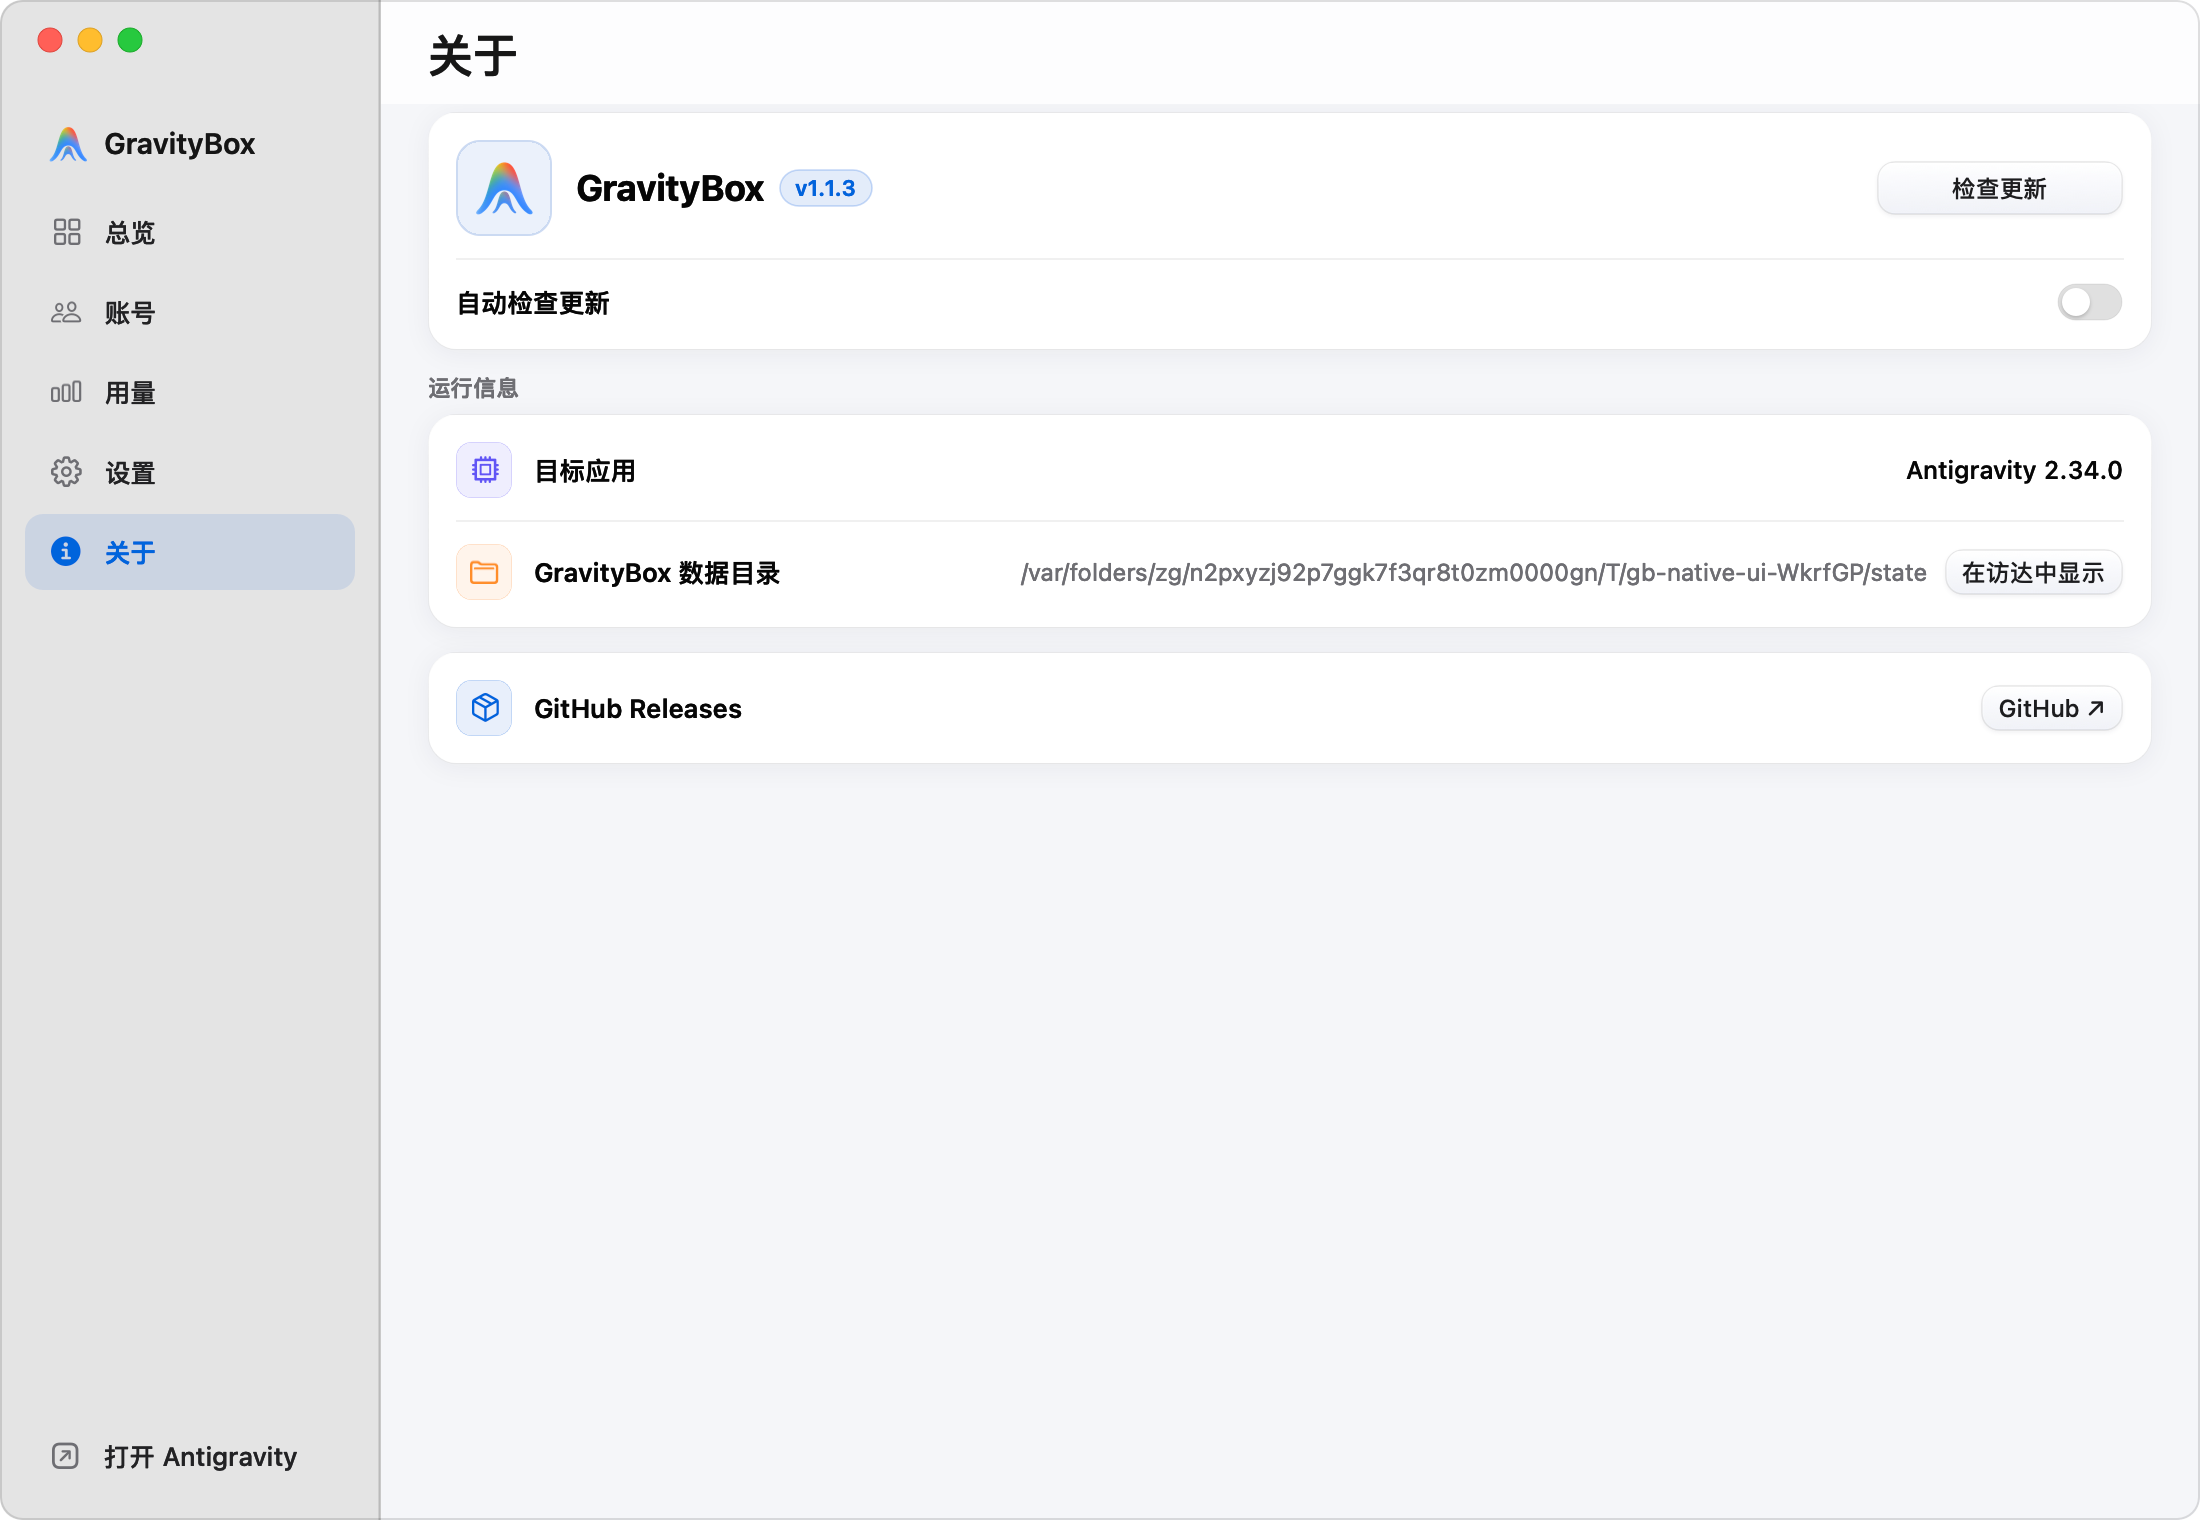 GravityBox
总览
账号
用量
设置
关于
打开 Antigravity
关于
GravityBox v1.1.3
检查更新
自动检查更新
运行信息
目标应用
Antigravity 2.34.0
GravityBox 数据目录
/var/folders/zg/n2pxyzj92p7ggk7f3qr8t0zm0000gn/T/gb-native-ui-WkrfGP/state
在访达中显示
GitHub Releases
GitHub ↗